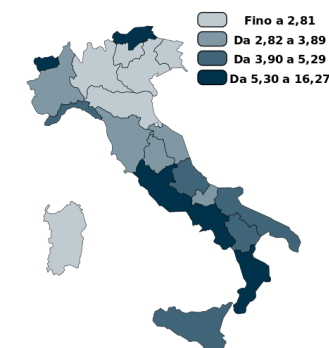 Fino a 2,81
Da 2,82 a 3,89
Da 3,90 a 5,29
Da 5,30 a 16,27